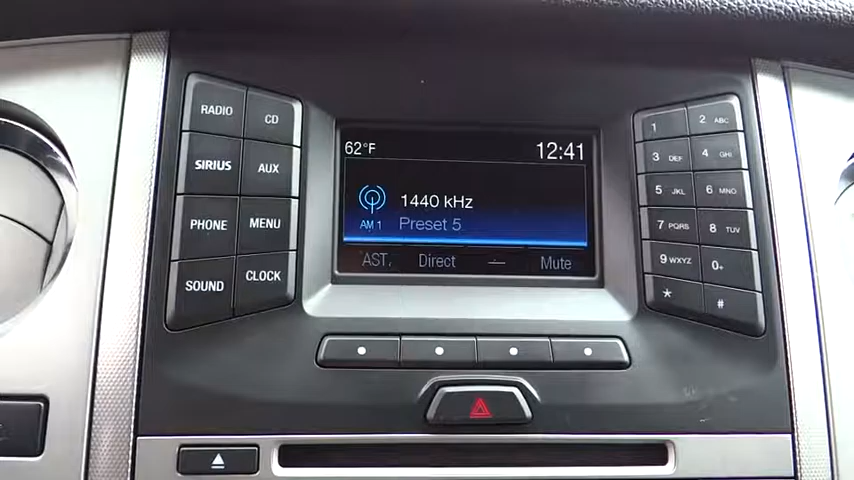 RADIO CD
SIRIUS AUX
PHONE MENU
SOUND CLOCK
62°F 12:41
1440 kHz
AM 1 Preset 5
AST. Direct Mute
1 2 ABC
3 DEF 4 GHI
5 JKL 6 MNO
7 PQRS 8 TUV
9 WXYZ 0+
* #